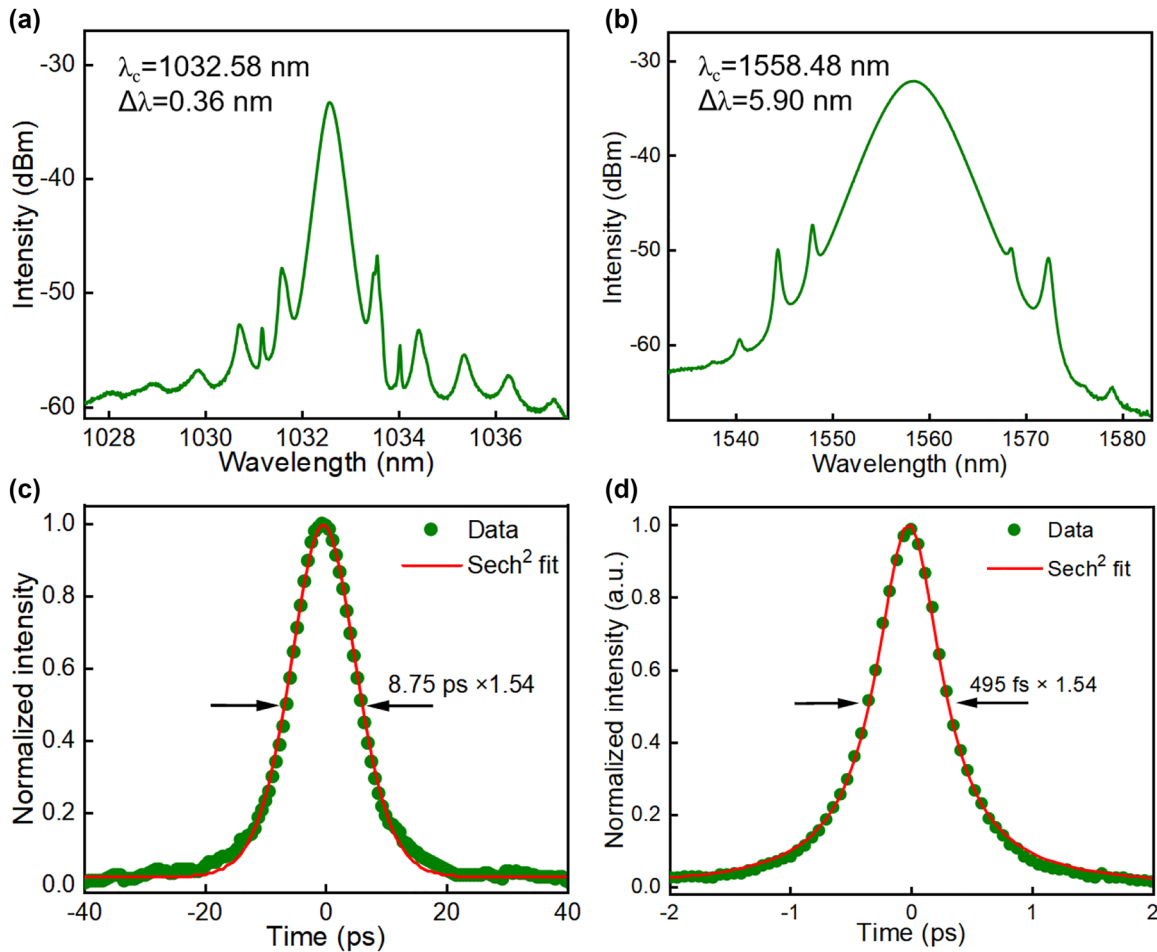 (a)
λc=1032.58 nm
Δλ=0.36 nm
Intensity (dBm)
-30
-40
-50
-60
1028 1030 1032 1034 1036
Wavelength (nm)
(b)
λc=1558.48 nm
Δλ=5.90 nm
Intensity (dBm)
-30
-40
-50
-60
1540 1550 1560 1570 1580
Wavelength (nm)
(c)
Data
Sech² fit
8.75 ps ×1.54
Normalized intensity
1.0
0.8
0.6
0.4
0.2
0.0
-40 -20 0 20 40
Time (ps)
(d)
Data
Sech² fit
495 fs × 1.54
Normalized intensity (a.u.)
1.0
0.8
0.6
0.4
0.2
0.0
-2 -1 0 1 2
Time (ps)